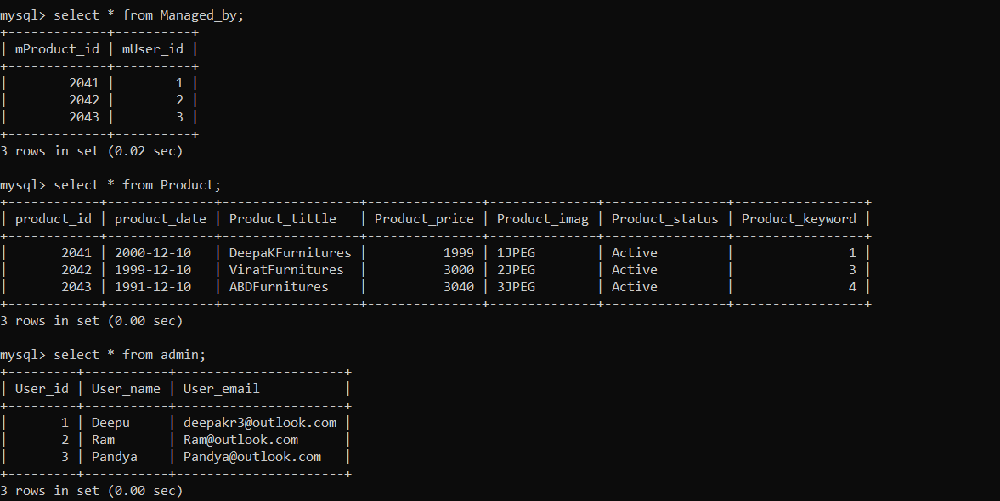 mysql> select * from Managed_by;
+-------------+----------+
| mProduct_id | mUser_id |
+-------------+----------+
|        2041 |        1 |
|        2042 |        2 |
|        2043 |        3 |
+-------------+----------+
3 rows in set (0.02 sec)

mysql> select * from Product;
+------------+--------------+------------------+---------------+--------------+----------------+-----------------+
| product_id | product_date | Product_tittle   | Product_price | Product_imag | Product_status | Product_keyword |
+------------+--------------+------------------+---------------+--------------+----------------+-----------------+
|       2041 | 2000-12-10   | DeepaKFurnitures |          1999 | 1JPEG        | Active         |               1 |
|       2042 | 1999-12-10   | ViratFurnitures  |          3000 | 2JPEG        | Active         |               3 |
|       2043 | 1991-12-10   | ABDFurnitures    |          3040 | 3JPEG        | Active         |               4 |
+------------+--------------+------------------+---------------+--------------+----------------+-----------------+
3 rows in set (0.00 sec)

mysql> select * from admin;
+---------+-----------+----------------------+
| User_id | User_name | User_email           |
+---------+-----------+----------------------+
|       1 | Deepu     | deepakr3@outlook.com |
|       2 | Ram       | Ram@outlook.com      |
|       3 | Pandya    | Pandya@outlook.com   |
+---------+-----------+----------------------+
3 rows in set (0.00 sec)